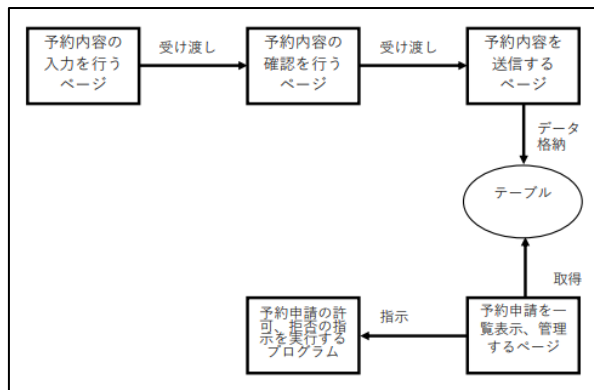 予約内容の
入力を行う
ページ
受け渡し
予約内容の
確認を行う
ページ
受け渡し
予約内容を
送信する
ページ
データ
格納
テーブル
取得
予約申請の許
可、拒否の指
示を実行する
プログラム
指示
予約申請を一
覧表示、管理
するページ